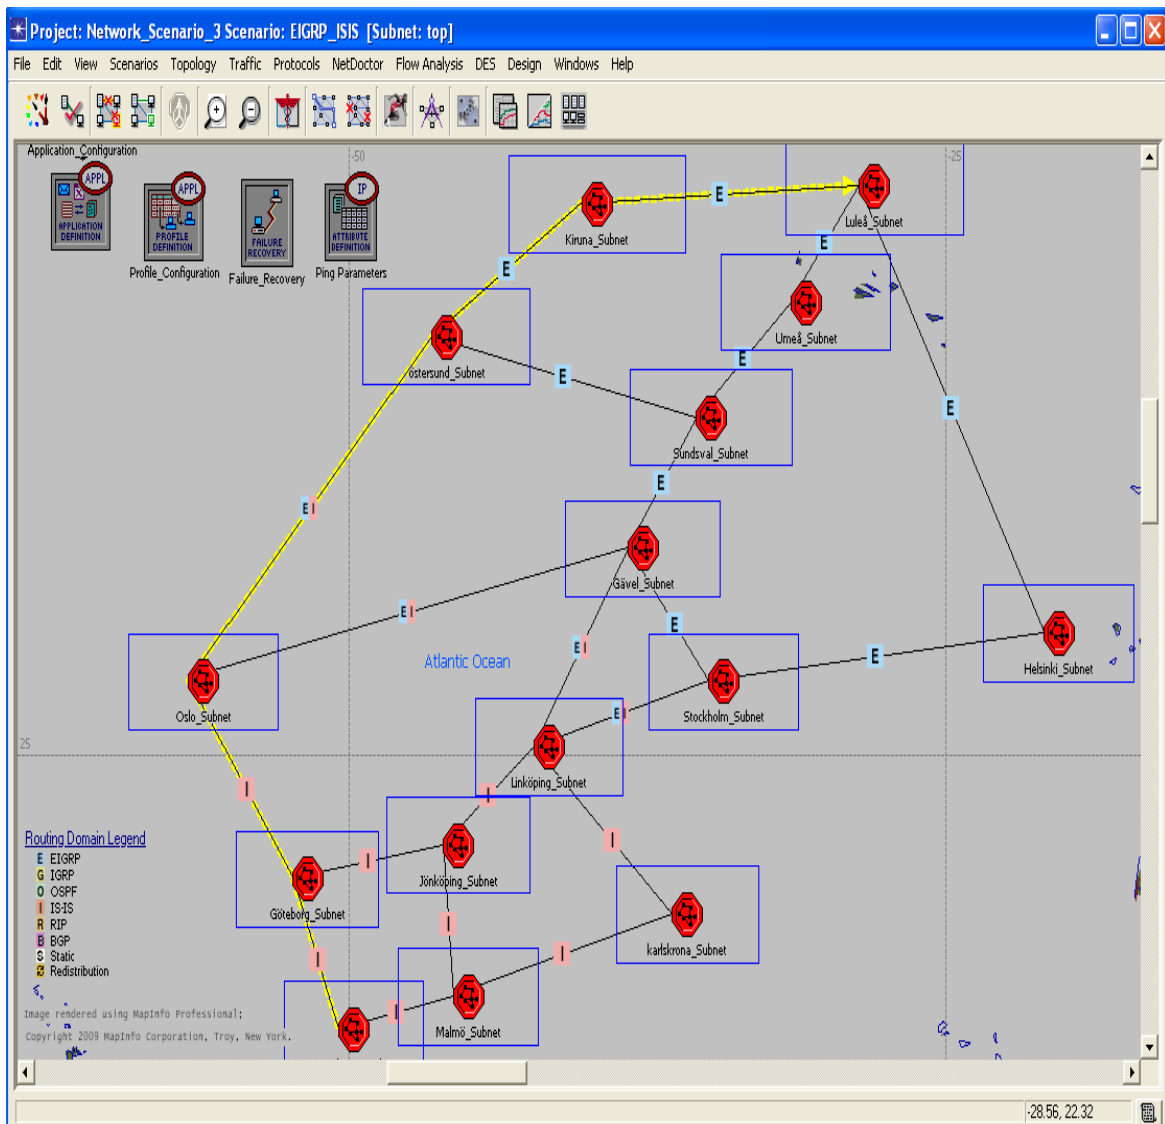 Project: Network_Scenario_3 Scenario: EIGRP_ISIS [Subnet: top]
File Edit View Scenarios Topology Traffic Protocols NetDoctor Flow Analysis DES Design Windows Help
Application_Configuration
-50
-25
APPL
APPLICATION
DEFINITION
APPL
PROFILE
DEFINITION
FAILURE
RECOVERY
IP
ATTRIBUTE
DEFINITION
Profile_Configuration
Failure_Recovery
Ping Parameters
Kiruna_Subnet
E
Luleå_Subnet
E
E
Umeå_Subnet
östersund_Subnet
E
E
E
Sundsval_Subnet
E
E I
Gävel_Subnet
E I
E
E I
E
Helsinki_Subnet
Atlantic Ocean
Oslo_Subnet
Stockholm_Subnet
E I
25
Linköping_Subnet
I
I
I
Routing Domain Legend
E EIGRP
G IGRP
O OSPF
I IS-IS
R RIP
B BGP
S Static
Redistribution
I
Jönköping_Subnet
Göteborg_Subnet
I
karlskrona_Subnet
I
I
I
Malmö_Subnet
Image rendered using MapInfo Professional;
Copyright 2009 MapInfo Corporation, Troy, New York.
-28.56, 22.32